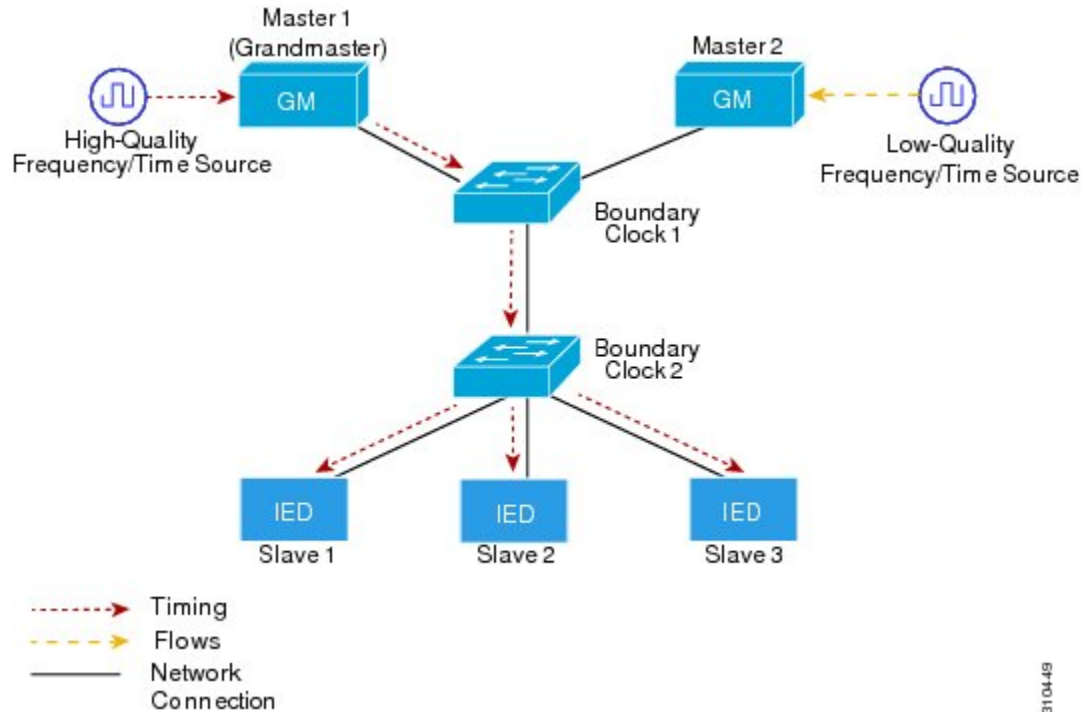 Master 1
(Grandmaster)
Master 2
GM
GM
High-Quality
Frequency/Time Source
Low-Quality
Frequency/Time Source
Boundary
Clock 1
Boundary
Clock 2
IED
IED
IED
Slave 1
Slave 2
Slave 3
Timing
Flows
Network
Connection
310449